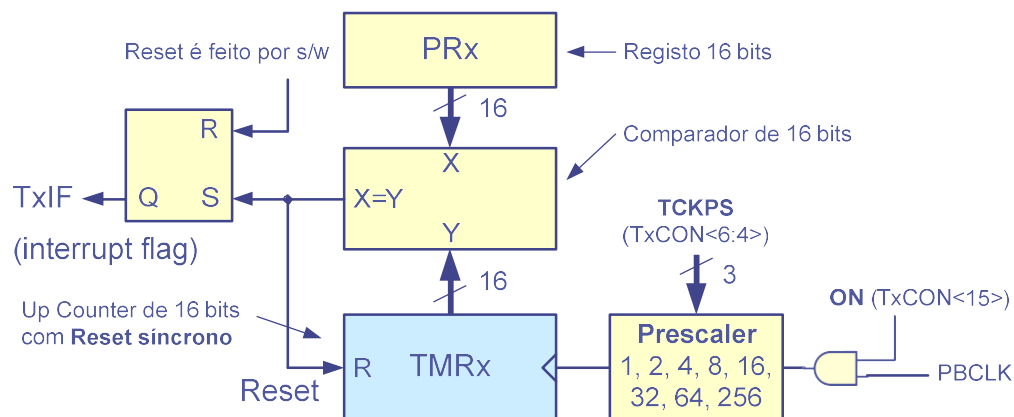 Reset é feito por s/w
PRx
Registo 16 bits
16
R
X
Comparador de 16 bits
TxIF
Q
S
X=Y
(interrupt flag)
Y
TCKPS
(TxCON<6:4>)
16
3
Up Counter de 16 bits
com Reset síncrono
ON (TxCON<15>)
Reset
R
TMRx
Prescaler
1, 2, 4, 8, 16,
32, 64, 256
PBCLK